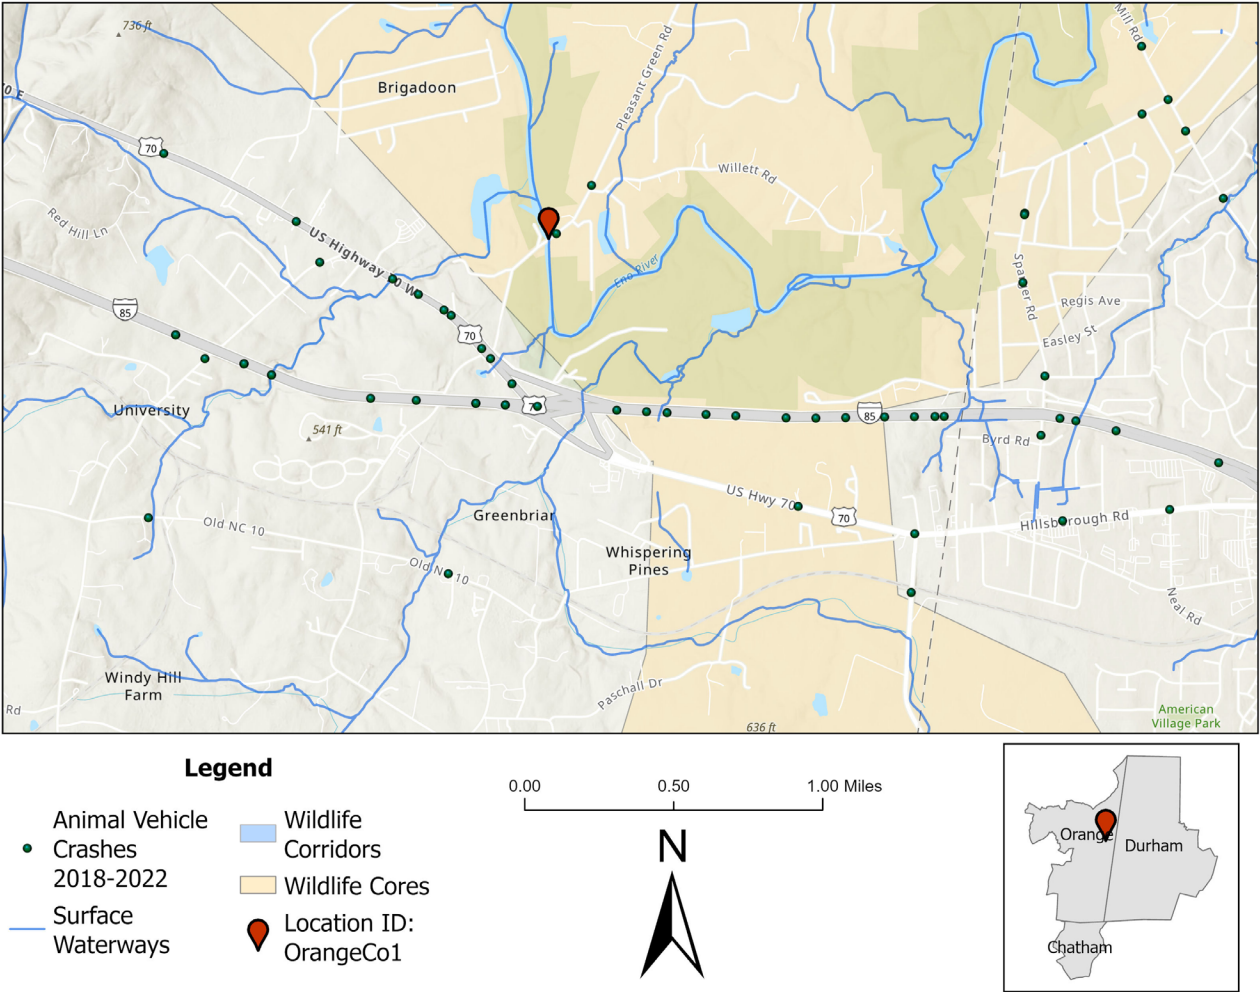 736 ft
Mill Rd
Pleasant Green Rd
Brigadoon
70 E
70
Willett Rd
Red Hill Ln
US Highway 70 W
Eno River
Sparger Rd
Regis Ave
85
Easley St
70
University
70
85
541 ft
Byrd Rd
US Hwy 70
70
Greenbriar
Hillsborough Rd
Old NC 10
Whispering
Pines
Old NC 10
Neal Rd
Windy Hill
Farm
Paschall Dr
Rd
American
Village Park
636 ft
Legend
Animal Vehicle
Crashes
2018-2022
Surface
Waterways
Wildlife
Corridors
Wildlife Cores
Location ID:
OrangeCo1
0.00 0.50 1.00 Miles
N
Orange
Durham
Chatham